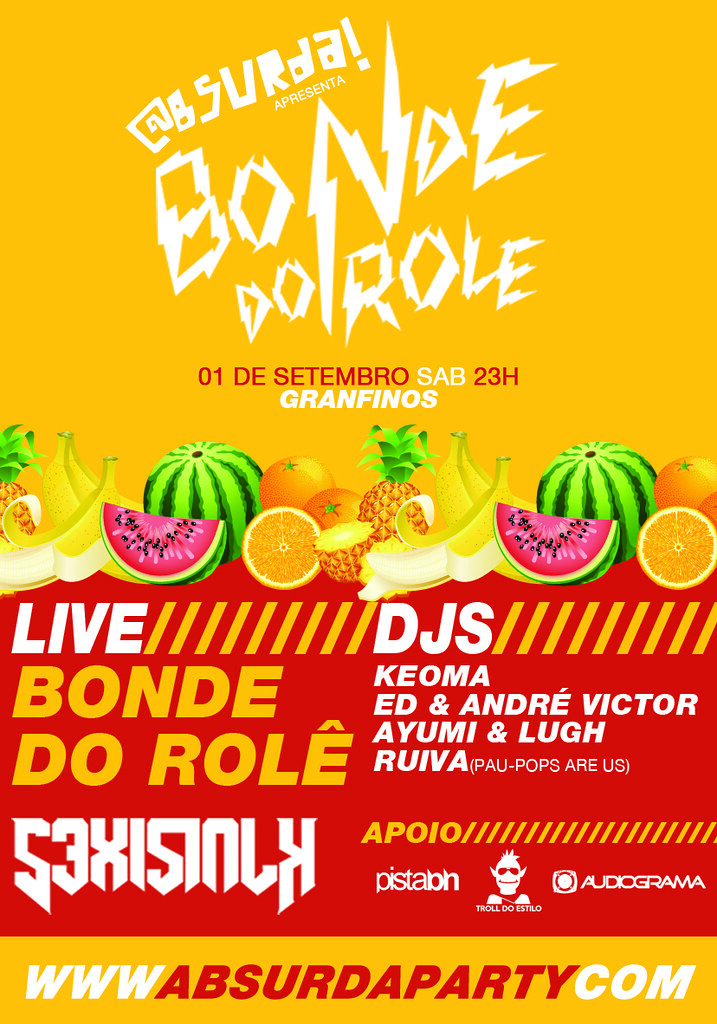 @BSURDA!
APRESENTA
BONDE
DO ROLE
01 DE SETEMBRO SAB 23H
GRANFINOS
LIVE//////////
BONDE
DO ROLÊ
DJS//////////
KEOMA
ED & ANDRÉ VICTOR
AYUMI & LUGH
RUIVA(PAU-POPS ARE US)
APOIO
pistabh
TROLL DO ESTILO
AUDIOGRAMA
WWWABSURDAPARTYCOM